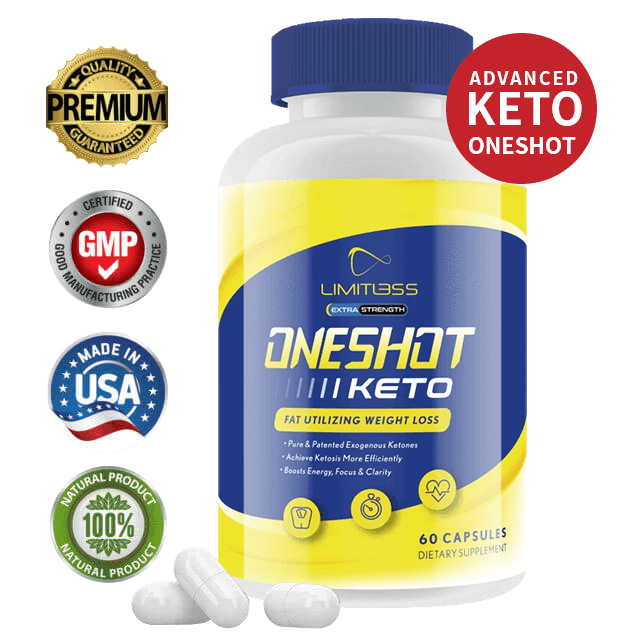 QUALITY
PREMIUM
GUARANTEED
CERTIFIED
GMP
GOOD MANUFACTURING PRACTICE
MADE IN
USA
NATURAL PRODUCT
100%
NATURAL PRODUCT
ADVANCED
KETO
ONESHOT
LIMITL3SS
EXTRA STRENGTH
ONESHOT
KETO
FAT UTILIZING WEIGHT LOSS
• Pure & Patented Exogenous Ketones
• Achieve Ketosis More Efficiently
• Boosts Energy, Focus & Clarity
60 CAPSULES
DIETARY SUPPLEMENT